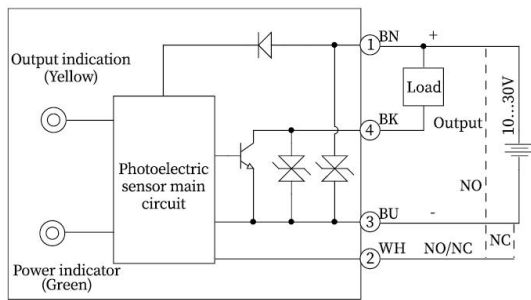 Output indication
(Yellow)
Photoelectric
sensor main
circuit
Power indicator
(Green)
1 BN +
Load
4 BK
Output
10...30V
NO
3 BU -
2 WH NO/NC
NC